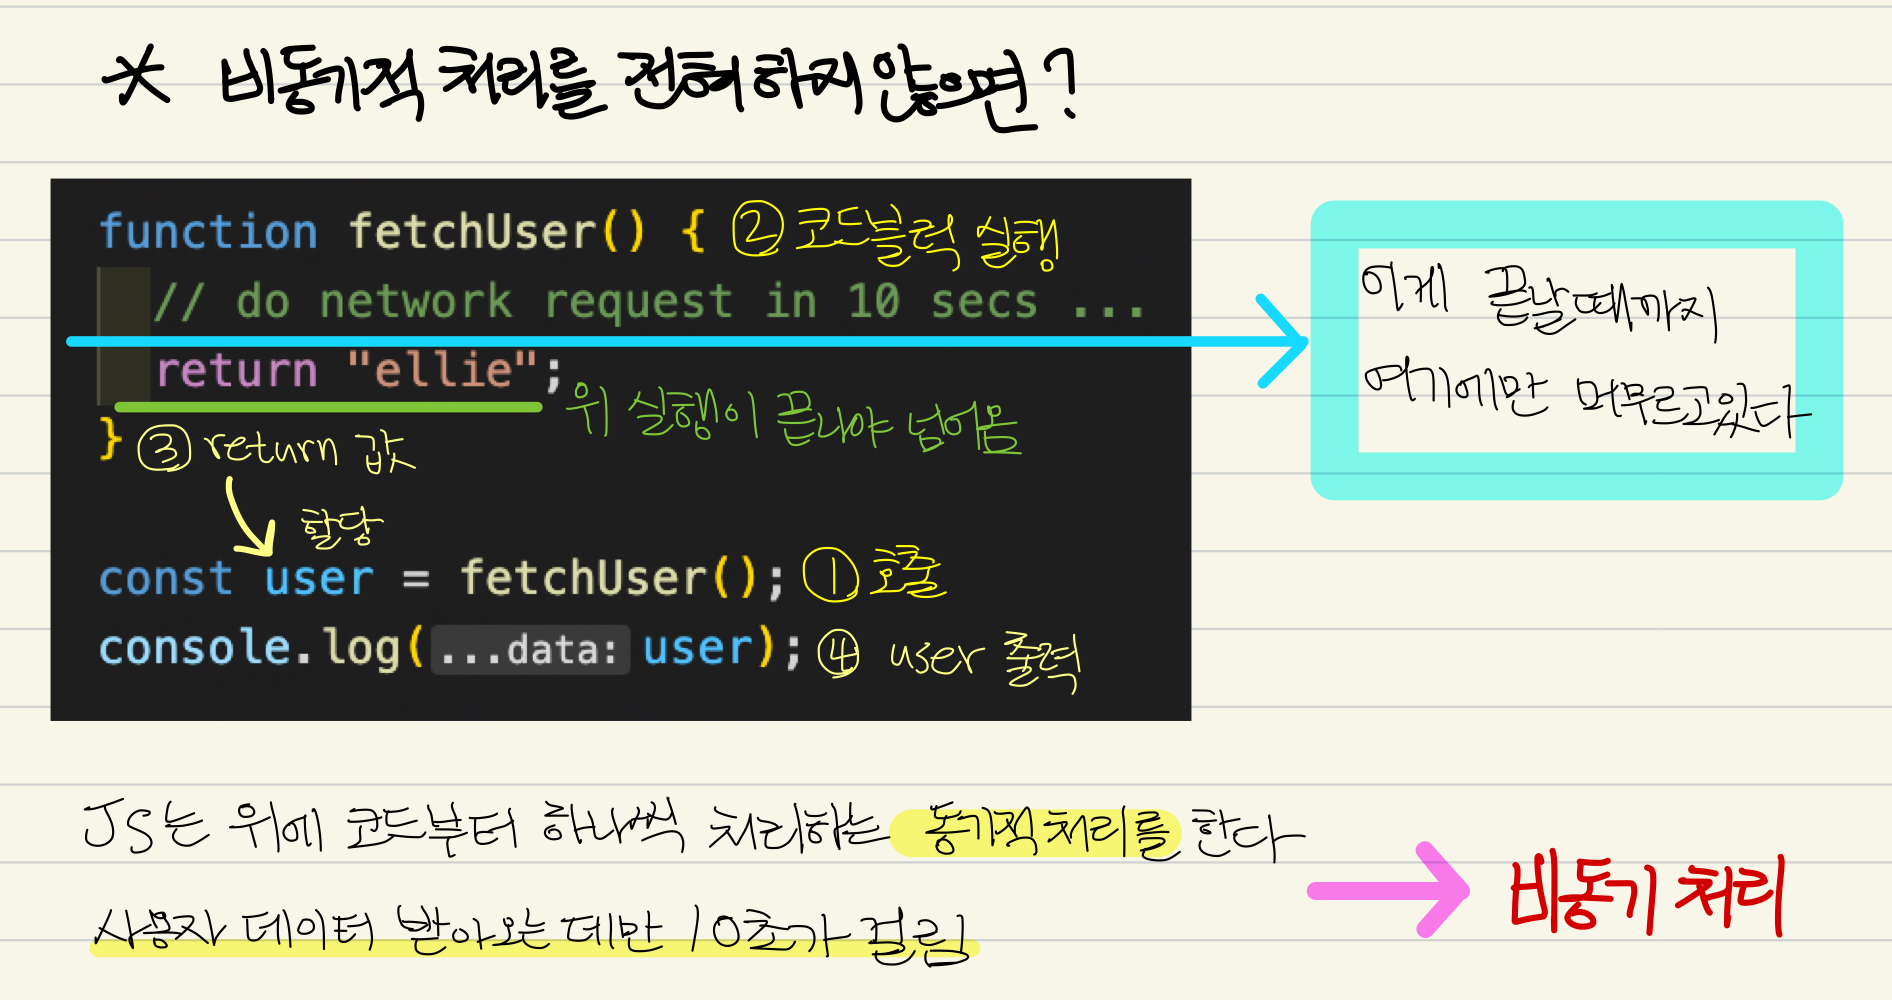 * 비동기적 처리를 전혀 하지 않으면?
function fetchUser() { ② 코드블럭 실행
// do network request in 10 secs ...
return "ellie";
위 실행이 끝나야 넘어옴
} ③ return 값
할당
const user = fetchUser(); ① 호출
console.log(...data: user); ④ user 출력
이게 끝날때까지
여기에만 머무르고있다
JS는 위에 코드부터 하나씩 처리하는 동기적처리를 한다
사용자 데이터 받아오는데만 10초가 걸림
비동기 처리